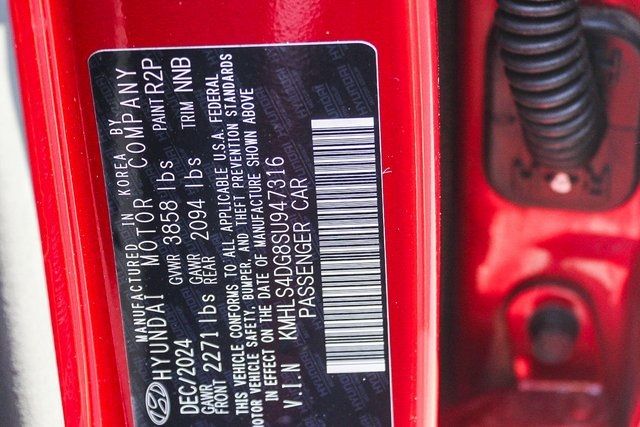 MANUFACTURED IN KOREA BY
HYUNDAI MOTOR COMPANY
DEC/2024 GVWR 3858 lbs PAINT R2P
GAWR FRONT 2271 lbs GAWR REAR 2094 lbs TRIM NNB
THIS VEHICLE CONFORMS TO ALL APPLICABLE U.S.A. FEDERAL
MOTOR VEHICLE SAFETY, BUMPER, AND THEFT PREVENTION STANDARDS
IN EFFECT ON THE DATE OF MANUFACTURE SHOWN ABOVE
V.I.N KMHLS4DG8SU947316
PASSENGER CAR